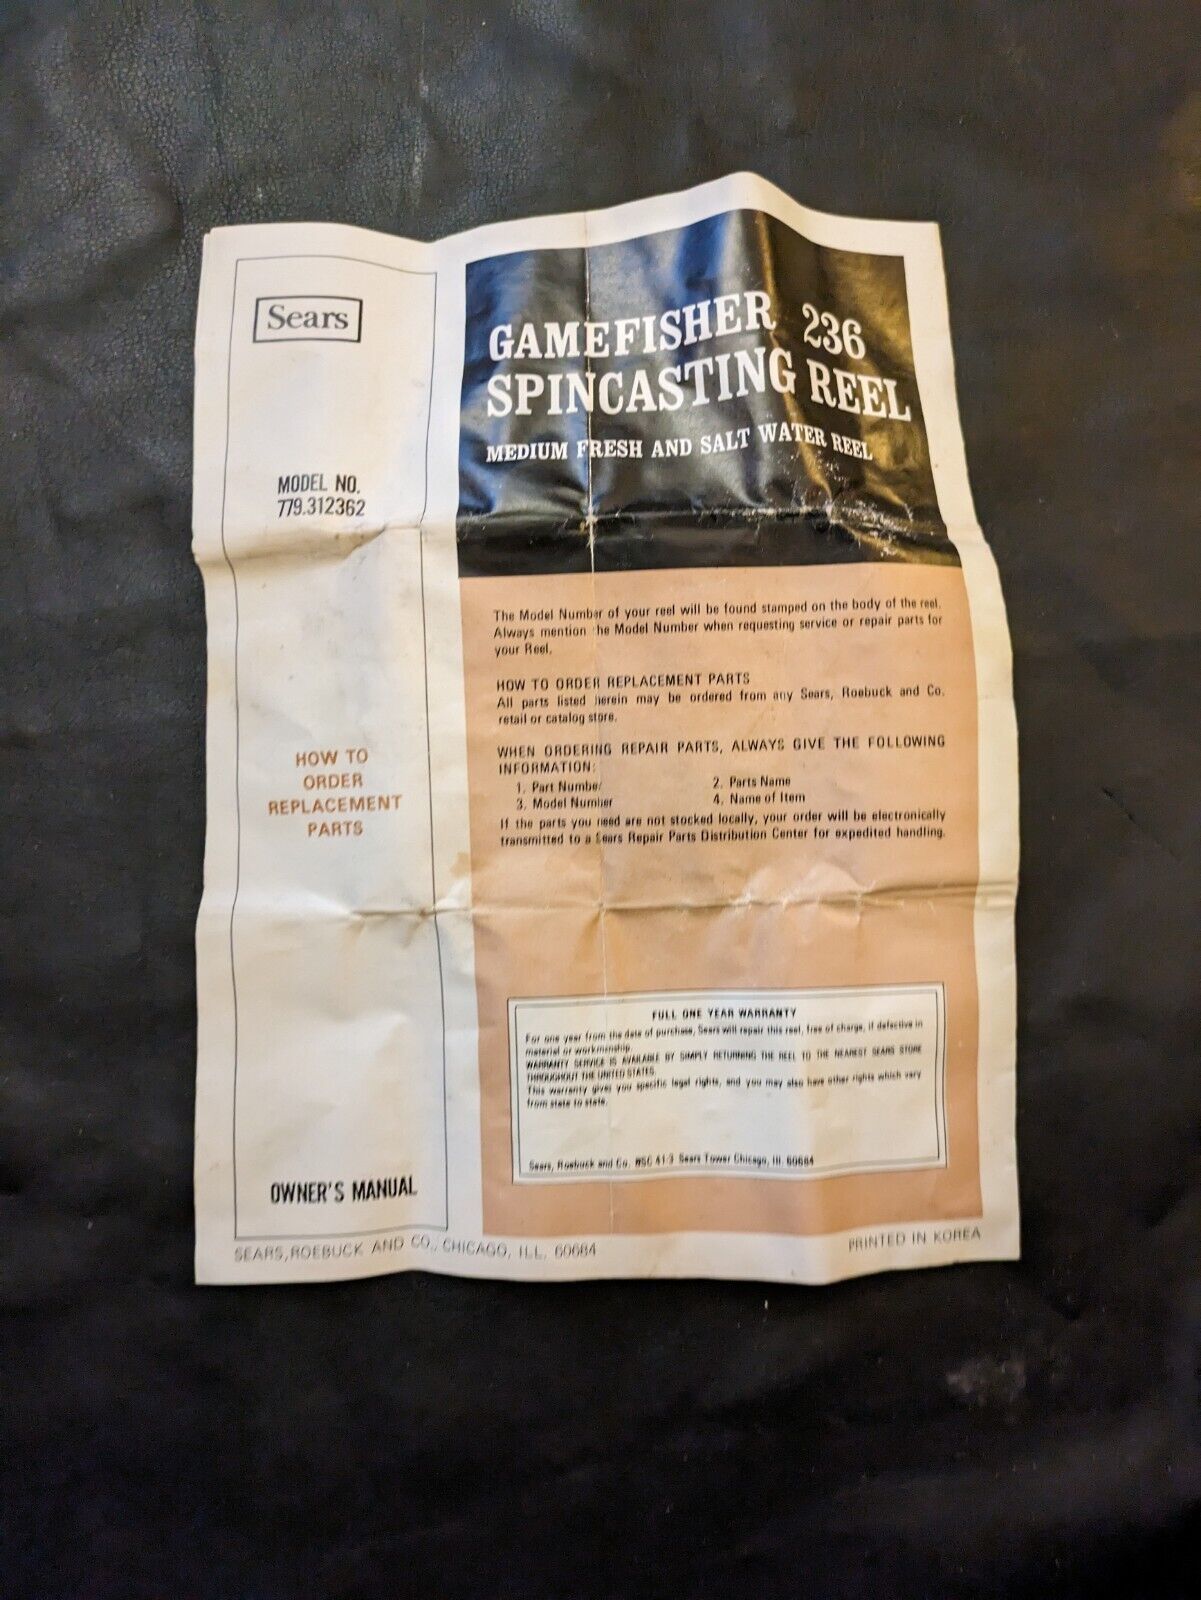 Sears
MODEL NO.
779.312362
HOW TO
ORDER
REPLACEMENT
PARTS
OWNER'S MANUAL
GAMEFISHER 236
SPINCASTING REEL
MEDIUM FRESH AND SALT WATER REEL
The Model Number of your reel will be found stamped on the body of the reel.
Always mention the Model Number when requesting service or repair parts for
your Reel.
HOW TO ORDER REPLACEMENT PARTS
All parts listed herein may be ordered from any Sears, Roebuck and Co.
retail or catalog store.
WHEN ORDERING REPAIR PARTS, ALWAYS GIVE THE FOLLOWING
INFORMATION:
1. Part Number 2. Parts Name
3. Model Number 4. Name of Item
If the parts you need are not stocked locally, your order will be electronically
transmitted to a Sears Repair Parts Distribution Center for expedited handling.
FULL ONE YEAR WARRANTY
For one year from the date of purchase, Sears will repair this reel, free of charge, if defective in
material or workmanship.
WARRANTY SERVICE IS AVAILABLE BY SIMPLY RETURNING THE REEL TO THE NEAREST SEARS STORE
THROUGHOUT THE UNITED STATES.
This warranty gives you specific legal rights, and you may also have other rights which vary
from state to state.
Sears, Roebuck and Co. BSC 41-3 Sears Tower Chicago, Ill. 60684
SEARS, ROEBUCK AND CO., CHICAGO, ILL. 60684
PRINTED IN KOREA